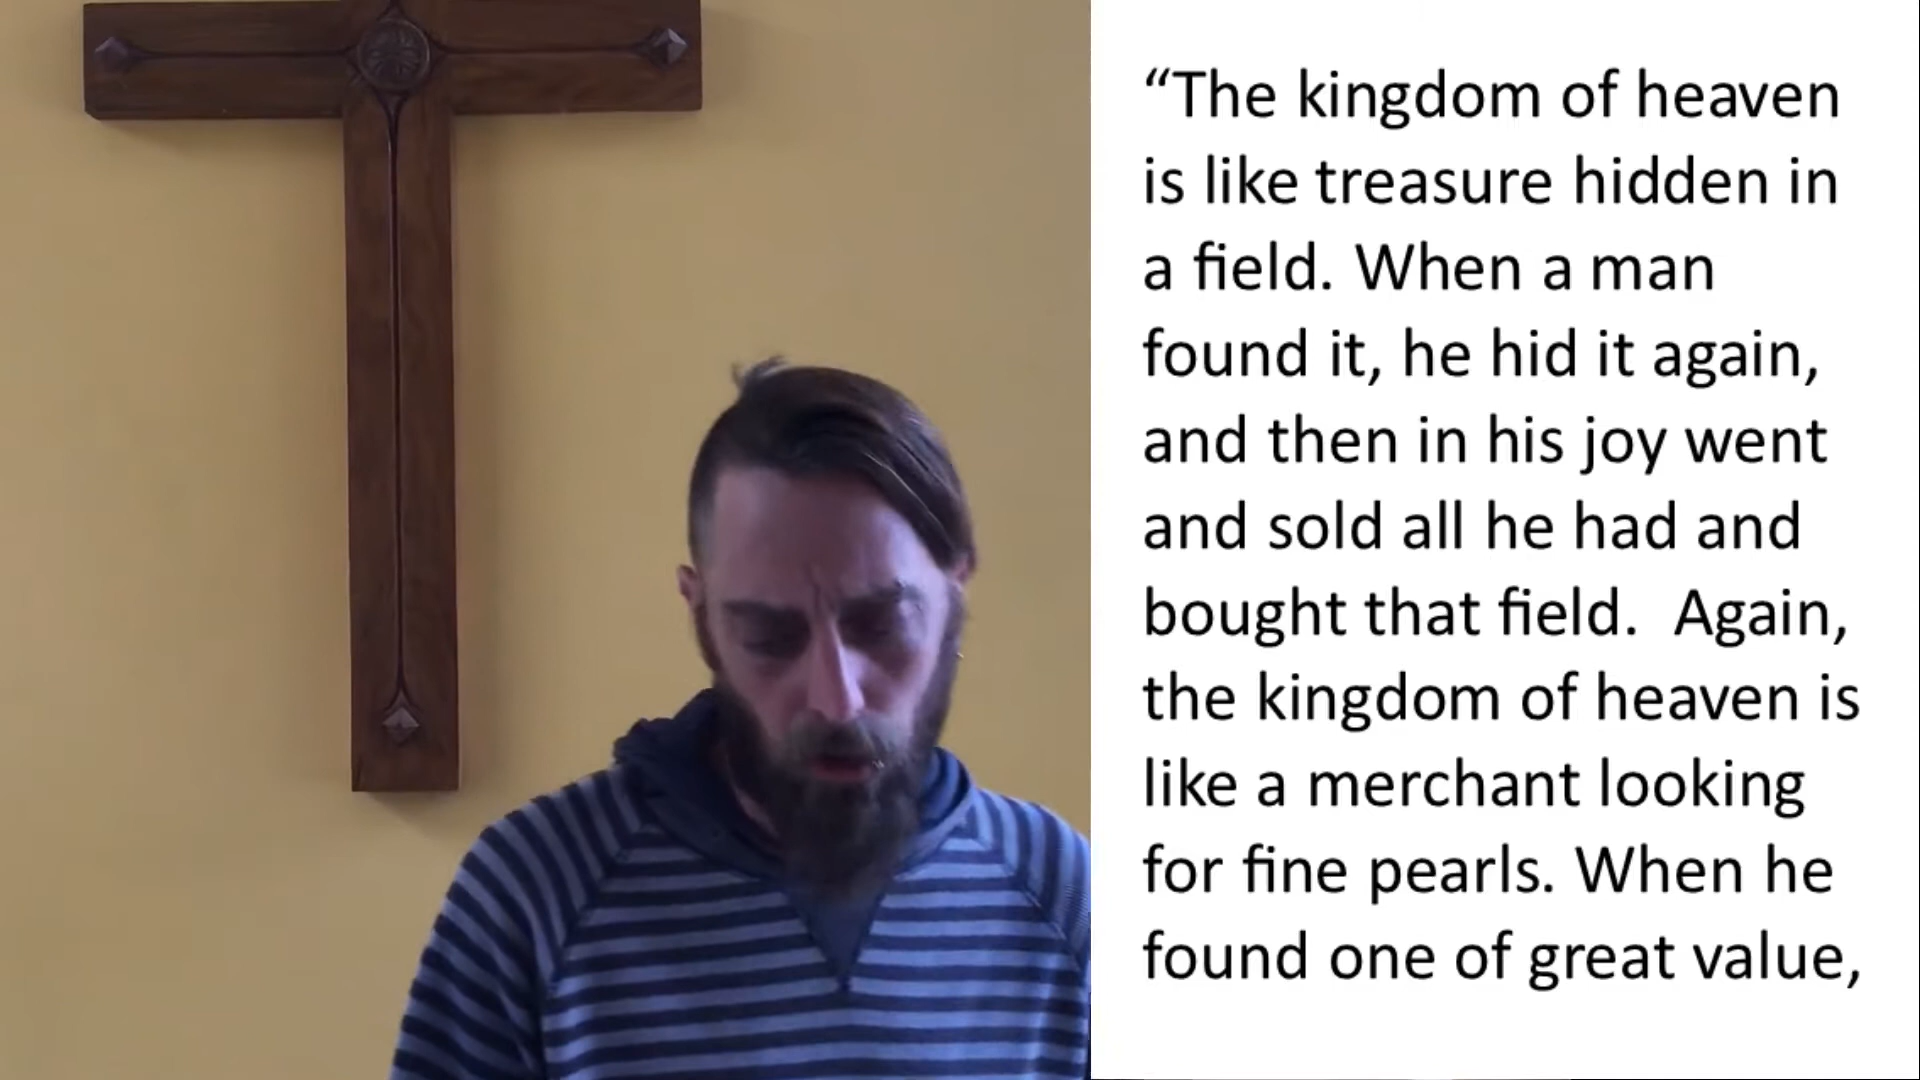 “The kingdom of heaven
is like treasure hidden in
a field. When a man
found it, he hid it again,
and then in his joy went
and sold all he had and
bought that field.  Again,
the kingdom of heaven is
like a merchant looking
for fine pearls. When he
found one of great value,